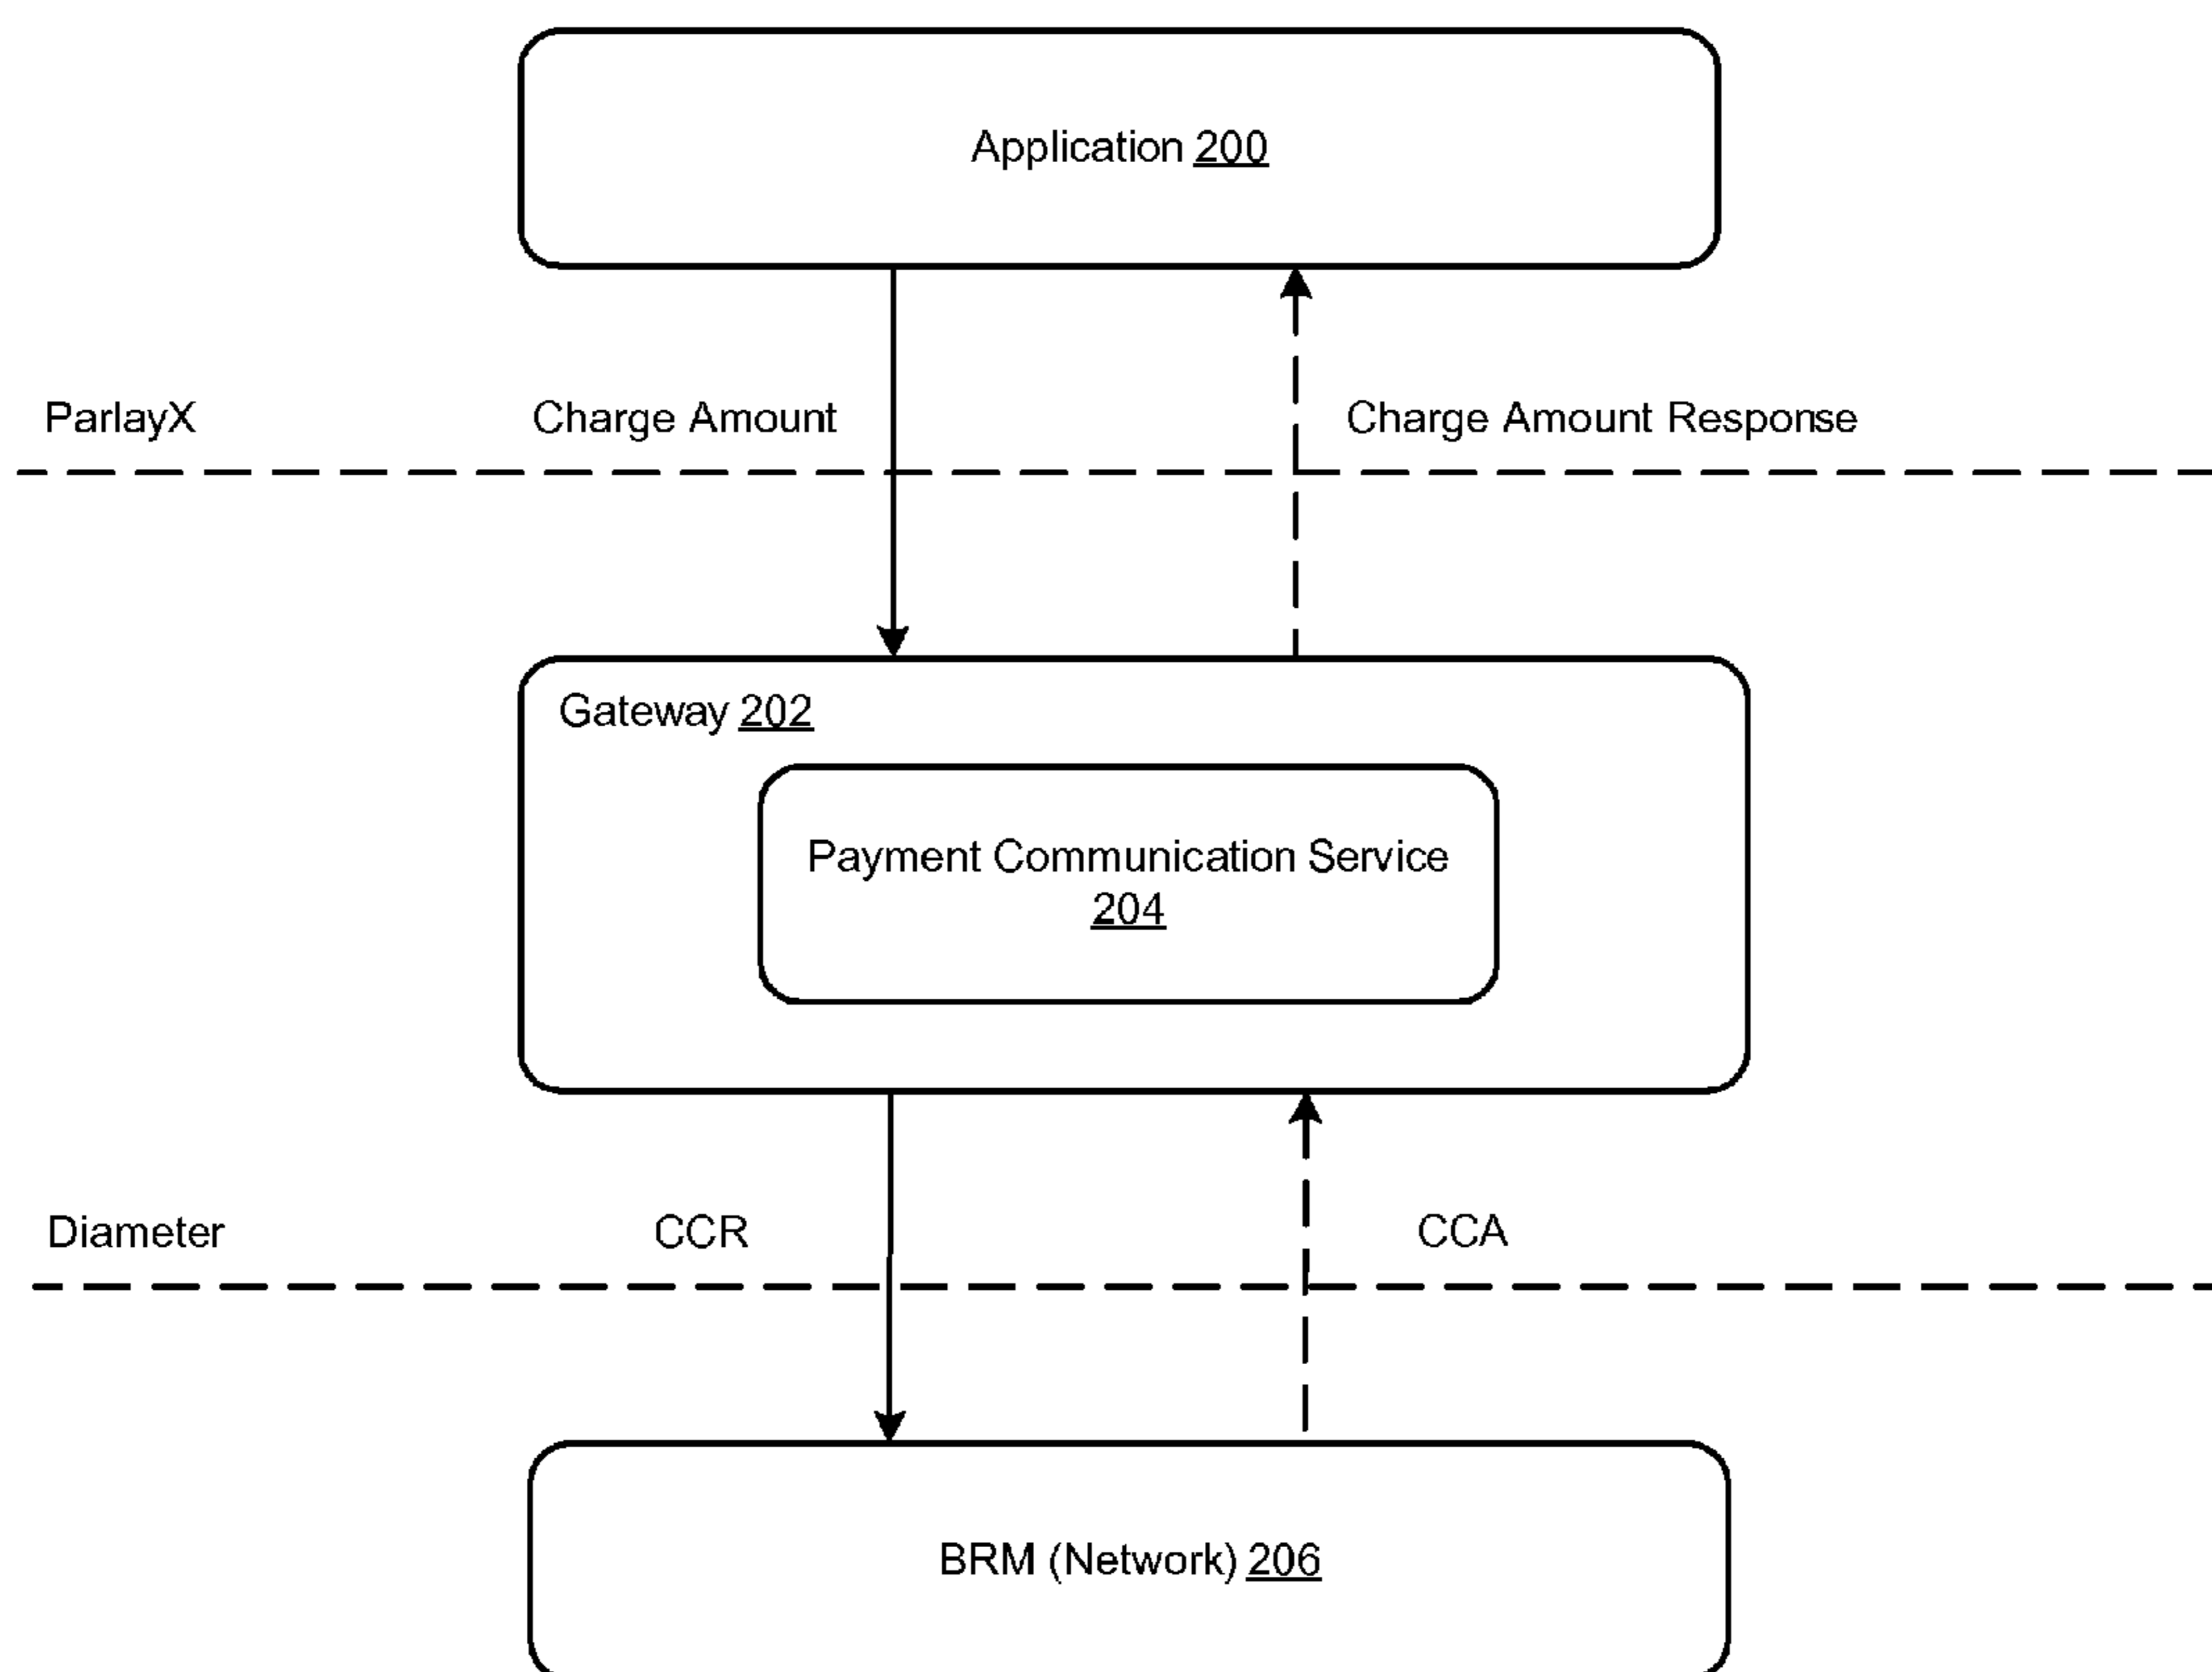 Application 200
ParlayX
Charge Amount
Charge Amount Response
Gateway 202
Payment Communication Service
204
Diameter
CCR
CCA
BRM (Network) 206